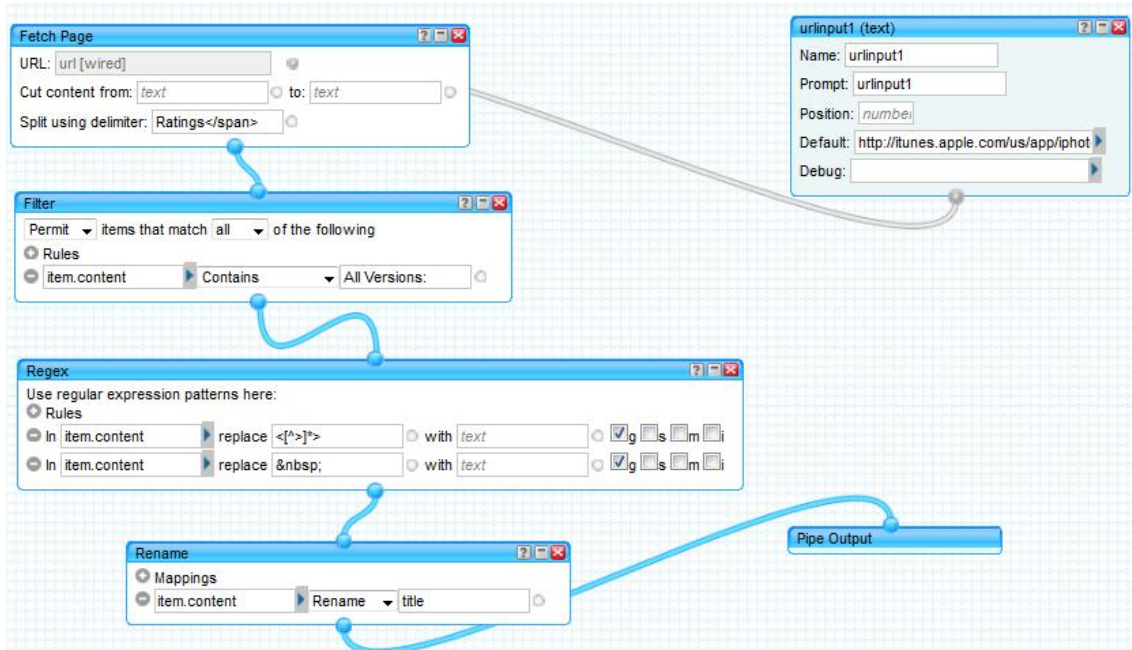 Fetch Page
URL: url [wired]
Cut content from: text to: text
Split using delimiter: Ratings</span>
urlinput1 (text)
Name: urlinput1
Prompt: urlinput1
Position: number
Default: http://itunes.apple.com/us/app/iphot
Debug:
Filter
Permit items that match all of the following
Rules
item.content Contains All Versions:
Regex
Use regular expression patterns here:
Rules
In item.content replace <[^>]*> with text g s m i
In item.content replace &nbsp; with text g s m i
Rename
Mappings
item.content Rename title
Pipe Output